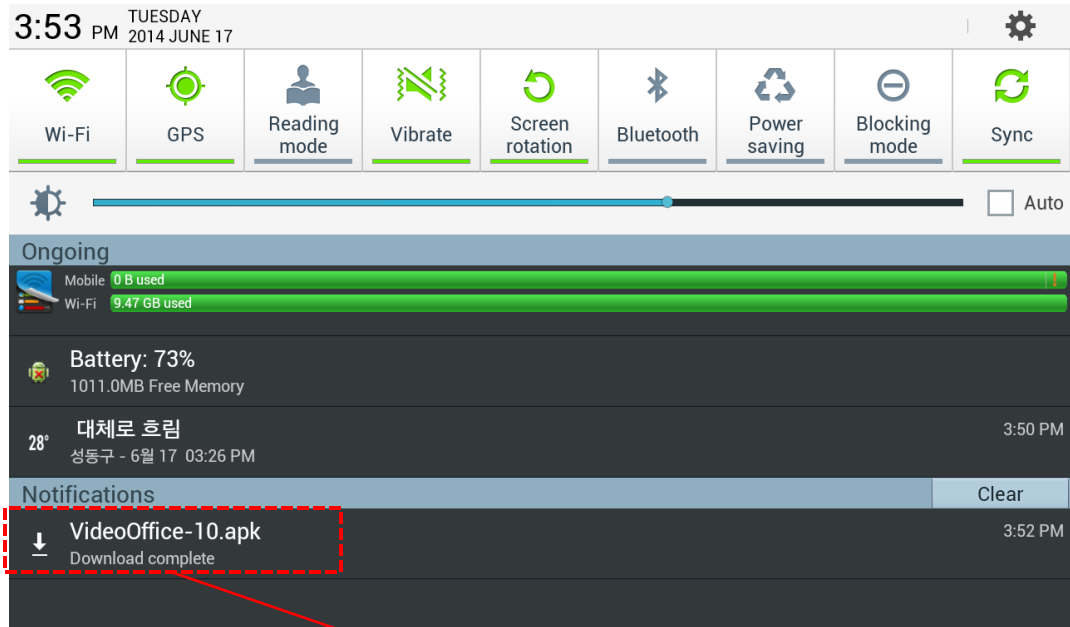 3:53 PM TUESDAY
2014 JUNE 17
Wi-Fi
GPS
Reading
mode
Vibrate
Screen
rotation
Bluetooth
Power
saving
Blocking
mode
Sync
Auto
Ongoing
Mobile 0 B used
Wi-Fi 9.47 GB used
Battery: 73%
1011.0MB Free Memory
28° 대체로 흐림 3:50 PM
성동구 - 6월 17 03:26 PM
Notifications Clear
VideoOffice-10.apk 3:52 PM
Download complete